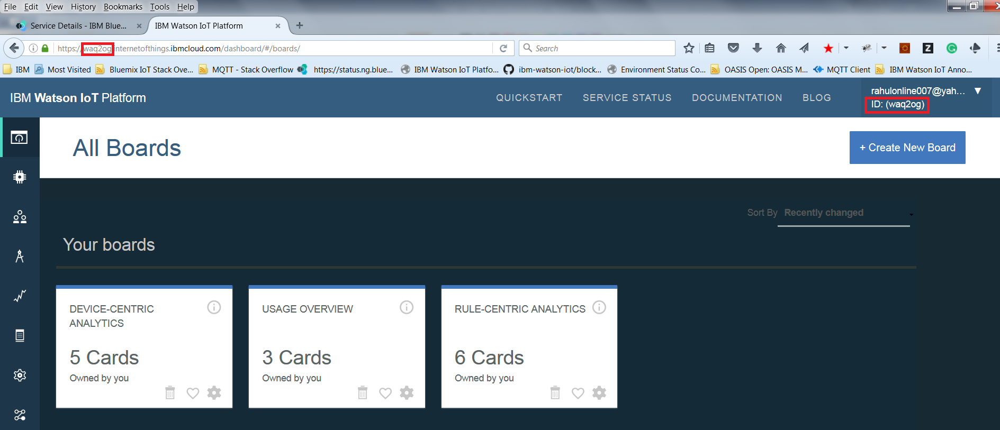 File Edit View History Bookmarks Tools Help
Service Details - IBM Blue... × IBM Watson IoT Platform × +
https://waq2og.internetofthings.ibmcloud.com/dashboard/#/boards/ Search
IBM Most Visited Bluemix IoT Stack Ove... MQTT - Stack Overflow https://status.ng.blue... IBM Watson IoT Platfo... ibm-watson-iot/block... Environment Status Co... OASIS Open: OASIS M... MQTT Client IBM Watson IoT Anno...
IBM Watson IoT Platform QUICKSTART SERVICE STATUS DOCUMENTATION BLOG rahulonline007@yah...
ID: (waq2og)
All Boards + Create New Board
Sort By Recently changed
Your boards
DEVICE-CENTRIC
ANALYTICS
5 Cards
Owned by you
USAGE OVERVIEW
3 Cards
Owned by you
RULE-CENTRIC ANALYTICS
6 Cards
Owned by you